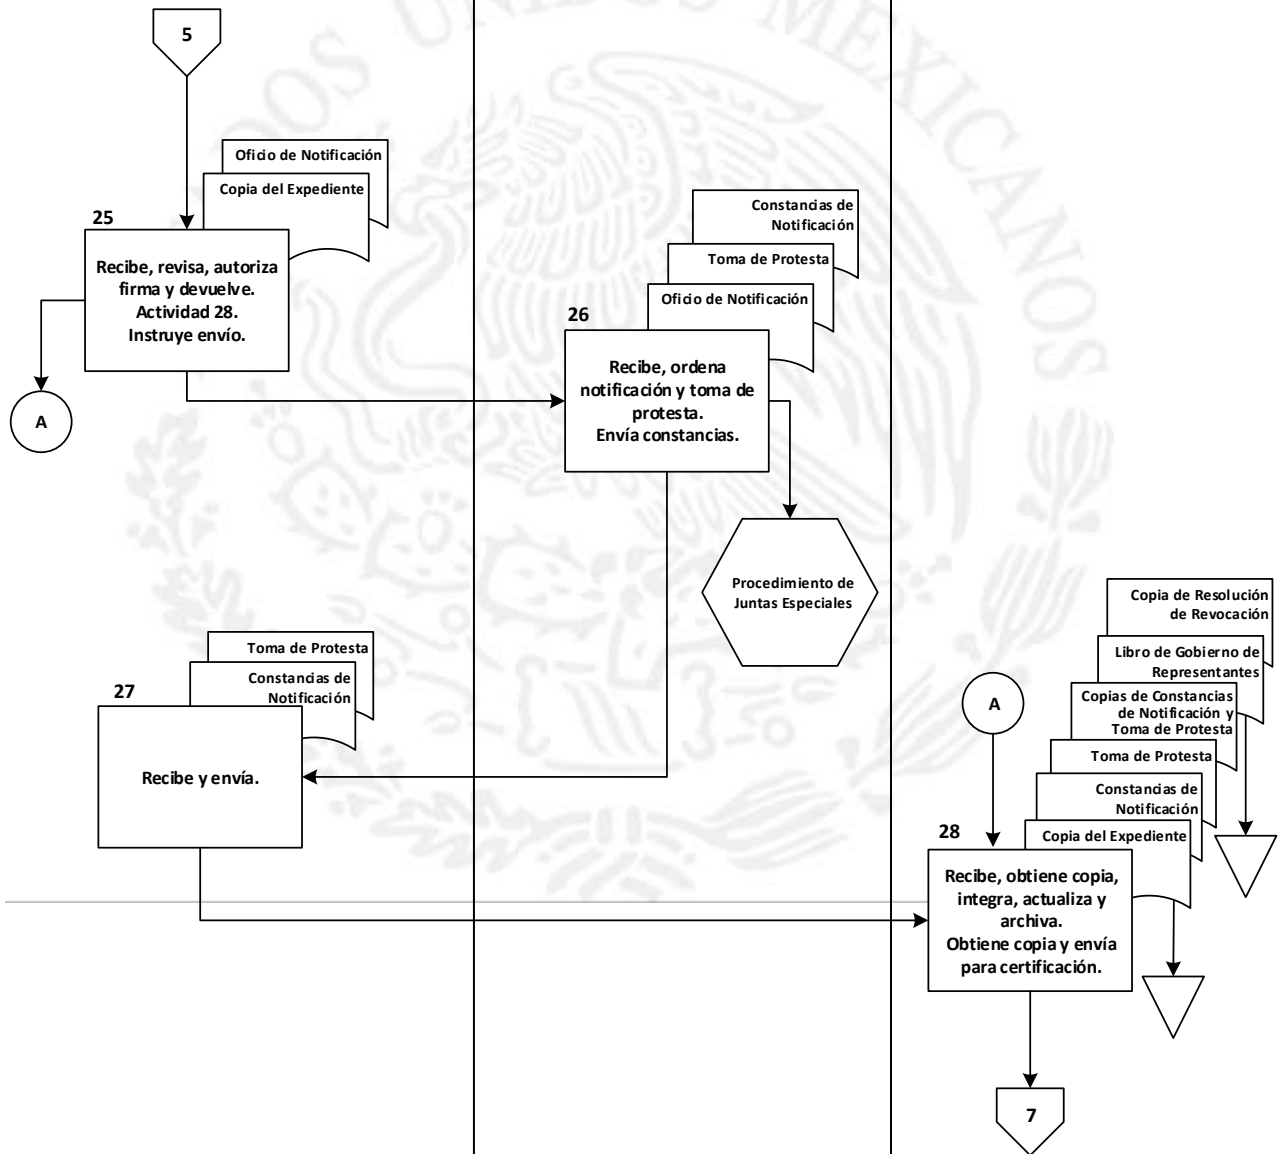 UNIDOS MEXICANOS
5
Oficio de Notificación
Copia del Expediente
25
Recibe, revisa, autoriza
firma y devuelve.
Actividad 28.
Instruye envío.
A
Constancias de
Notificación
Toma de Protesta
Oficio de Notificación
26
Recibe, ordena
notificación y toma de
protesta.
Envía constancias.
Procedimiento de
Juntas Especiales
Toma de Protesta
Constancias de
Notificación
27
Recibe y envía.
A
Copia de Resolución
de Revocación
Libro de Gobierno de
Representantes
Copias de Constancias
de Notificación y
Toma de Protesta
Toma de Protesta
Constancias de
Notificación
Copia del Expediente
28
Recibe, obtiene copia,
integra, actualiza y
archiva.
Obtiene copia y envía
para certificación.
7